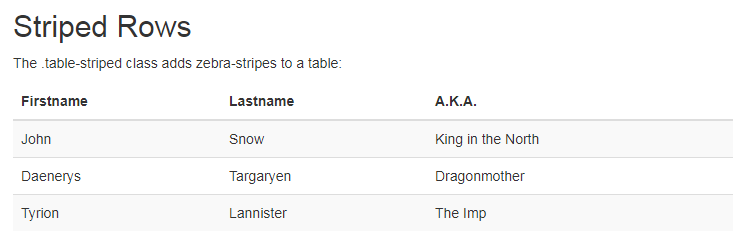 Striped Rows
The .table-striped class adds zebra-stripes to a table:
Firstname Lastname A.K.A.
John Snow King in the North
Daenerys Targaryen Dragonmother
Tyrion Lannister The Imp